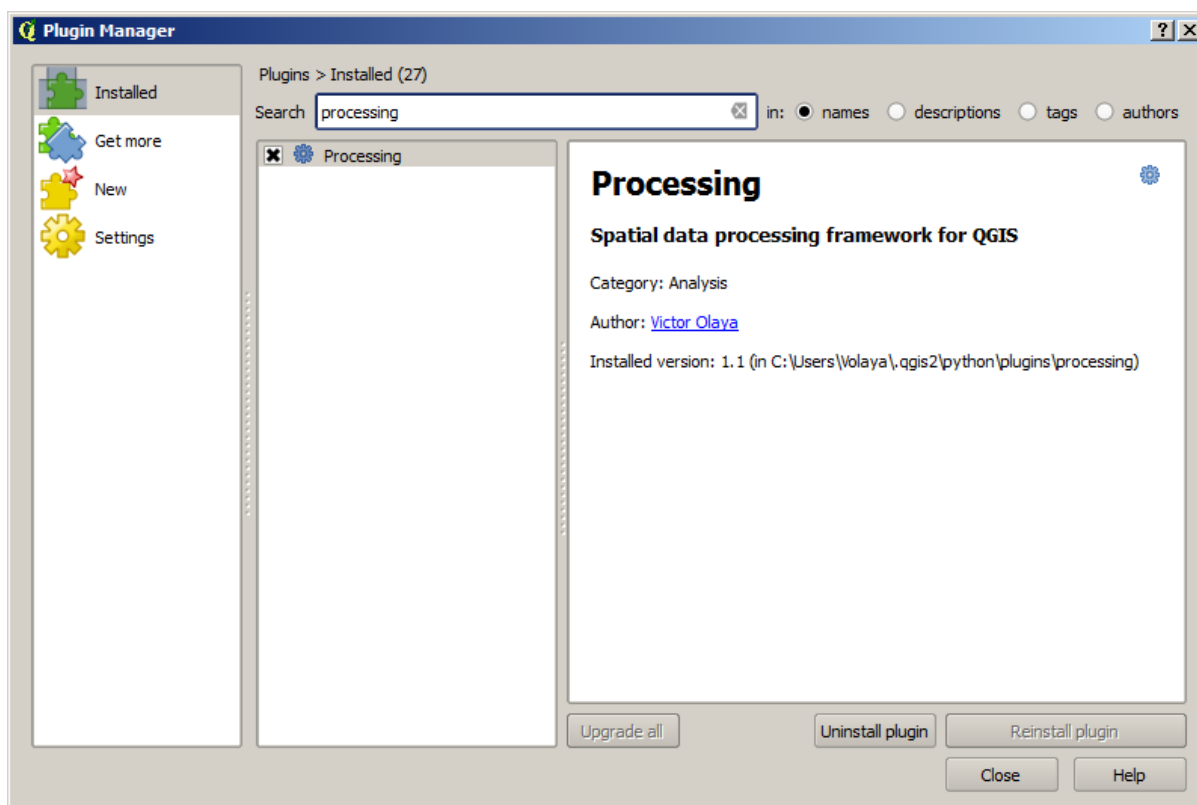 Plugin Manager
Installed
Get more
New
Settings
Plugins > Installed (27)
Search processing in: names descriptions tags authors
Processing
Processing
Spatial data processing framework for QGIS
Category: Analysis
Author: Victor Olaya
Installed version: 1.1 (in C:\Users\Volaya\.qgis2\python\plugins\processing)
Upgrade all Uninstall plugin Reinstall plugin
Close Help